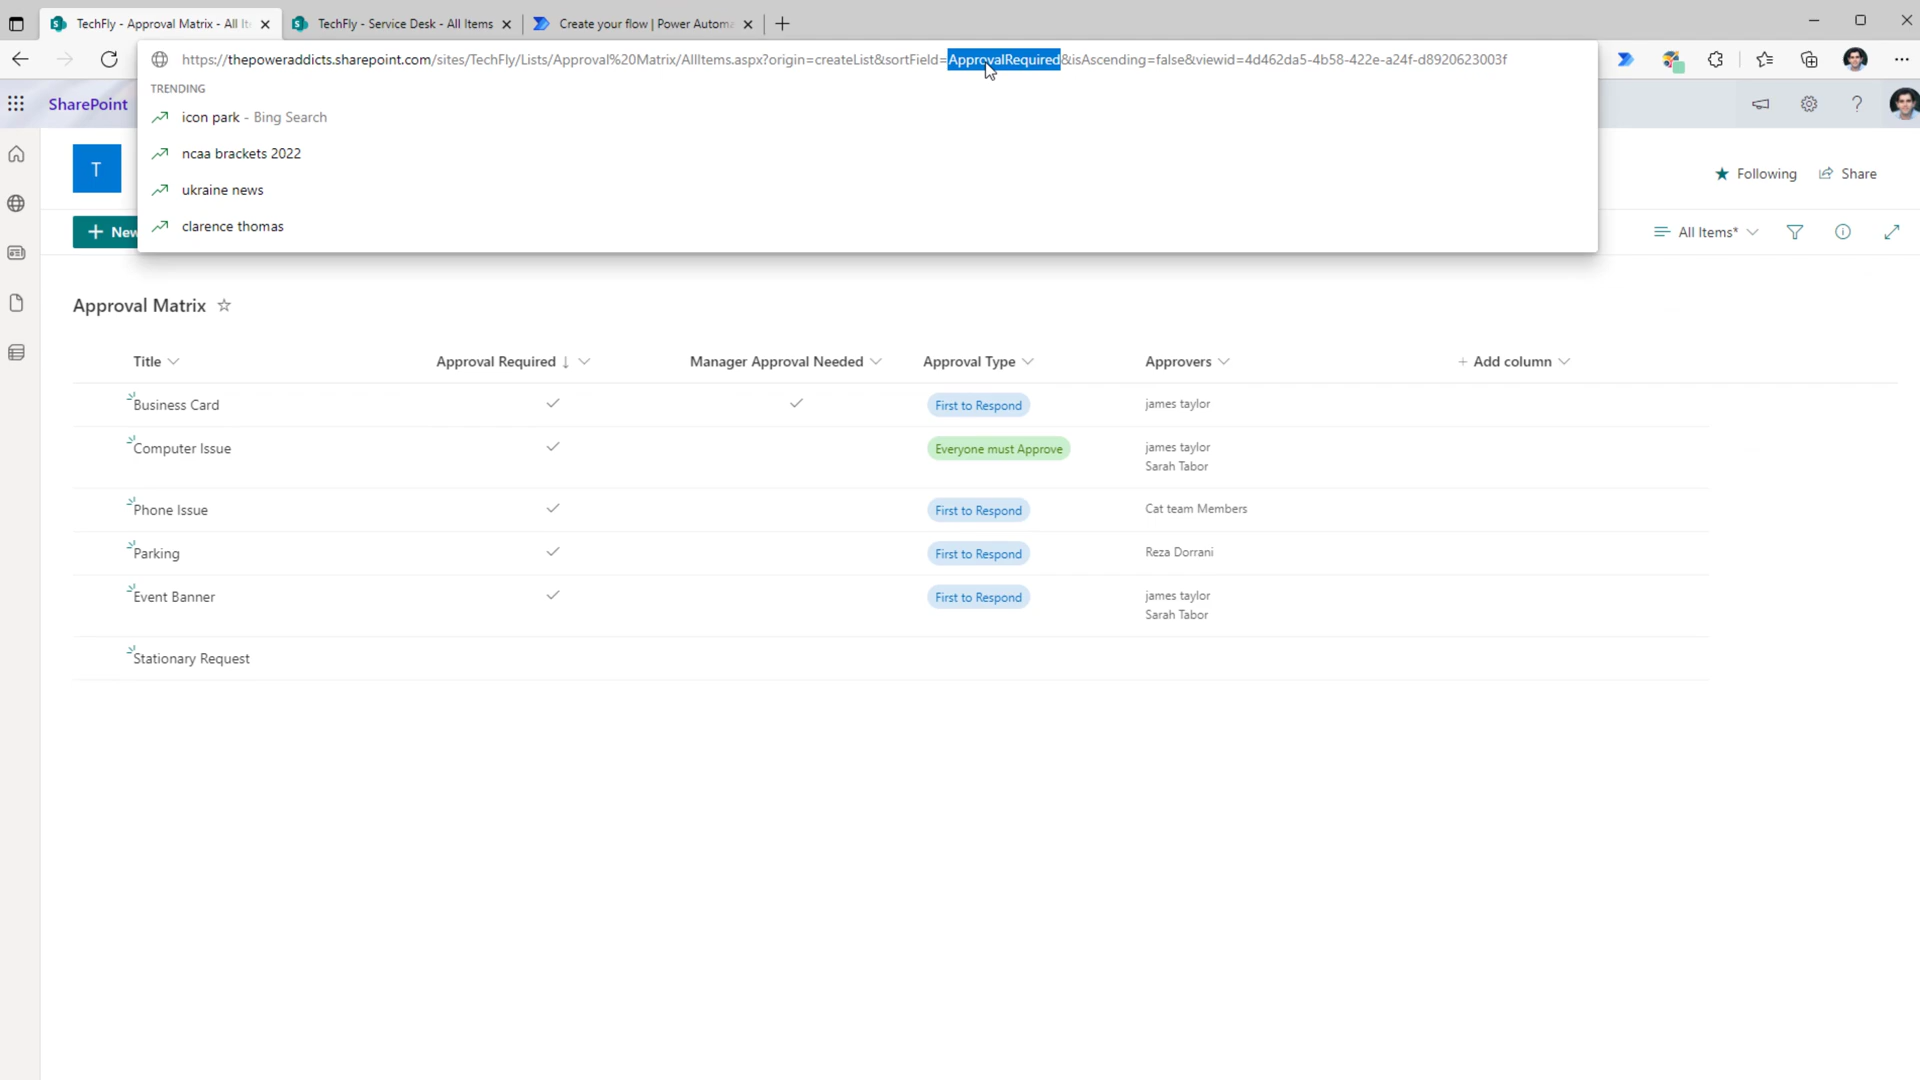 TechFly - Approval Matrix - All It
TechFly - Service Desk - All Items
Create your flow | Power Automa
https://thepoweraddicts.sharepoint.com/sites/TechFly/Lists/Approval%20Matrix/AllItems.aspx?origin=createList&sortField=ApprovalRequired&isAscending=false&viewid=4d462da5-4b58-422e-a24f-d8920623003f
TRENDING
icon park - Bing Search
ncaa brackets 2022
ukraine news
clarence thomas
SharePoint
T
Following
Share
New
All Items*
Approval Matrix
Title
Approval Required
Manager Approval Needed
Approval Type
Approvers
Add column
Business Card
First to Respond
james taylor
Computer Issue
Everyone must Approve
james taylor
Sarah Tabor
Phone Issue
First to Respond
Cat team Members
Parking
First to Respond
Reza Dorrani
Event Banner
First to Respond
james taylor
Sarah Tabor
Stationary Request